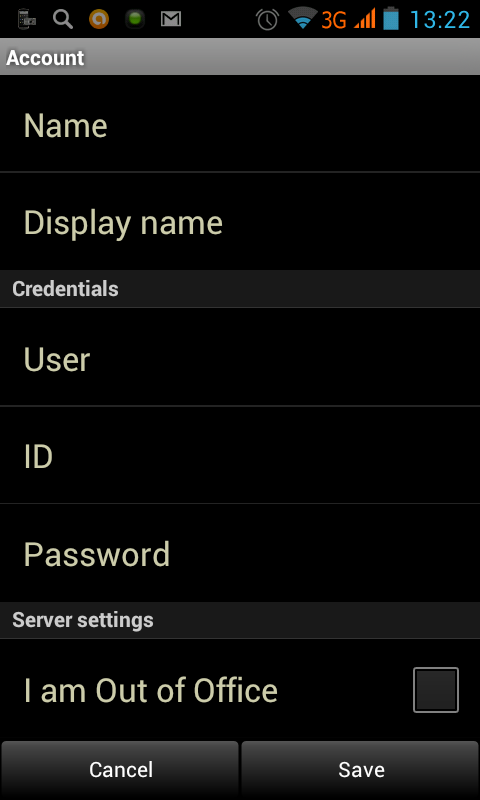 3G 13:22
Account
Name
Display name
Credentials
User
ID
Password
Server settings
I am Out of Office
Cancel Save